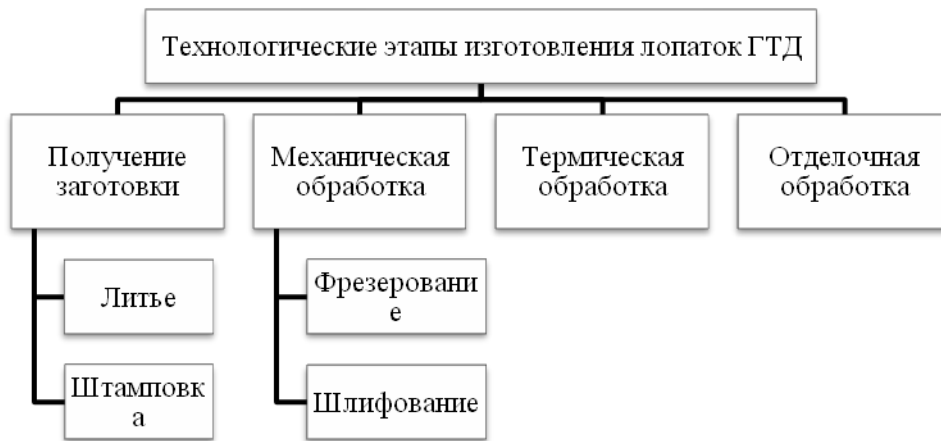 Технологические этапы изготовления лопаток ГТД
Получение
заготовки
Механическая
обработка
Термическая
обработка
Отделочная
обработка
Литье
Фрезеровани
е
Штамповк
а
Шлифование